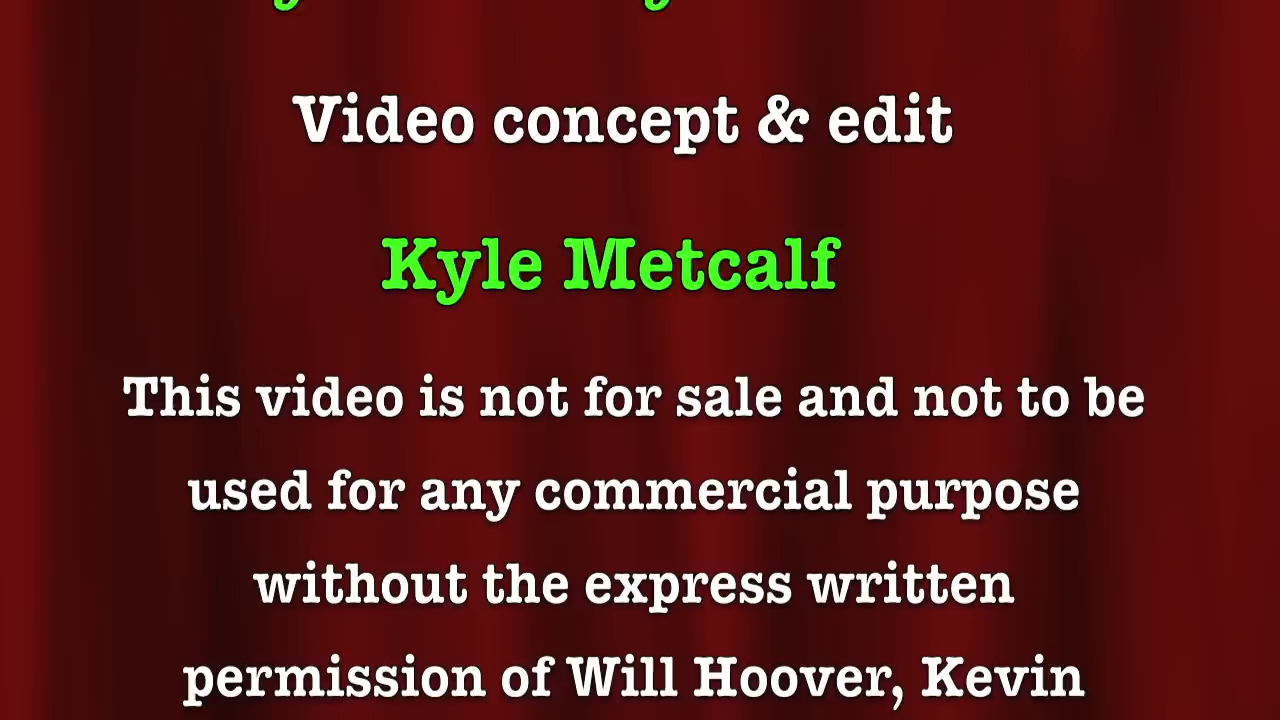 Video concept & edit
Kyle Metcalf
This video is not for sale and not to be
used for any commercial purpose
without the express written
permission of Will Hoover, Kevin